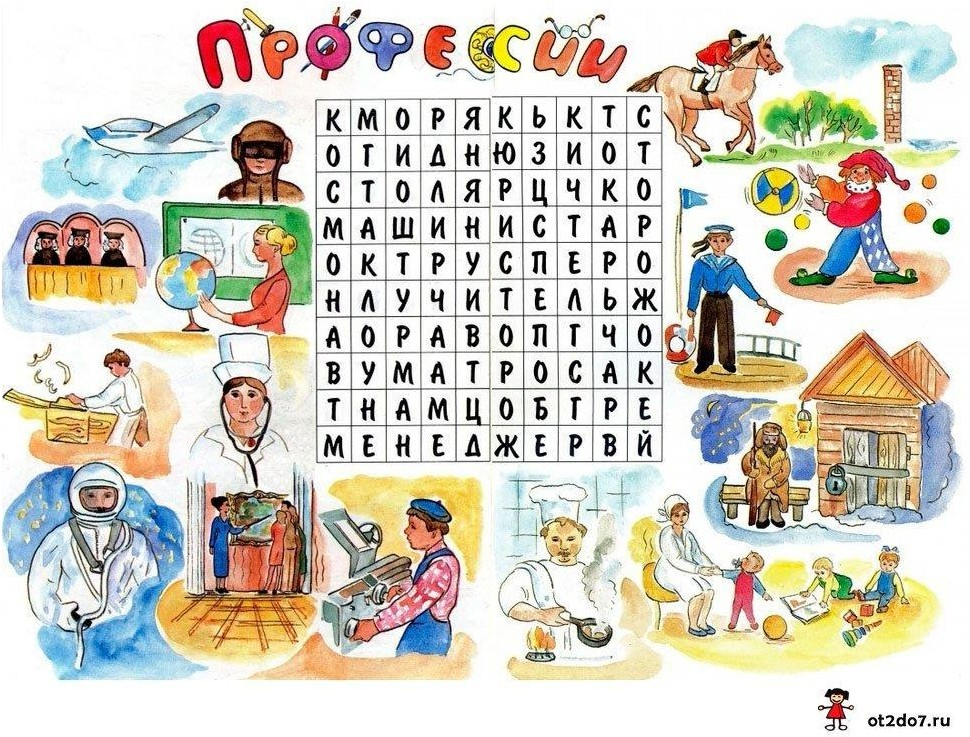 ПРОФЕССИИ
К М О Р Я К Ь К Т С
О Г И Д Н Ю З И О Т
С Т О Л Я Р Ц Ч К О
М А Ш И Н И С Т А Р
О К Т Р У С П Е Р О
Н Л У Ч И Т Е Л Ь Ж
А О Р А В О П Г Ч О
В У М А Т Р О С А К
Т Н А М Ц О Б Г Р Е
М Е Н Е Д Ж Е Р В Й
ot2do7.ru